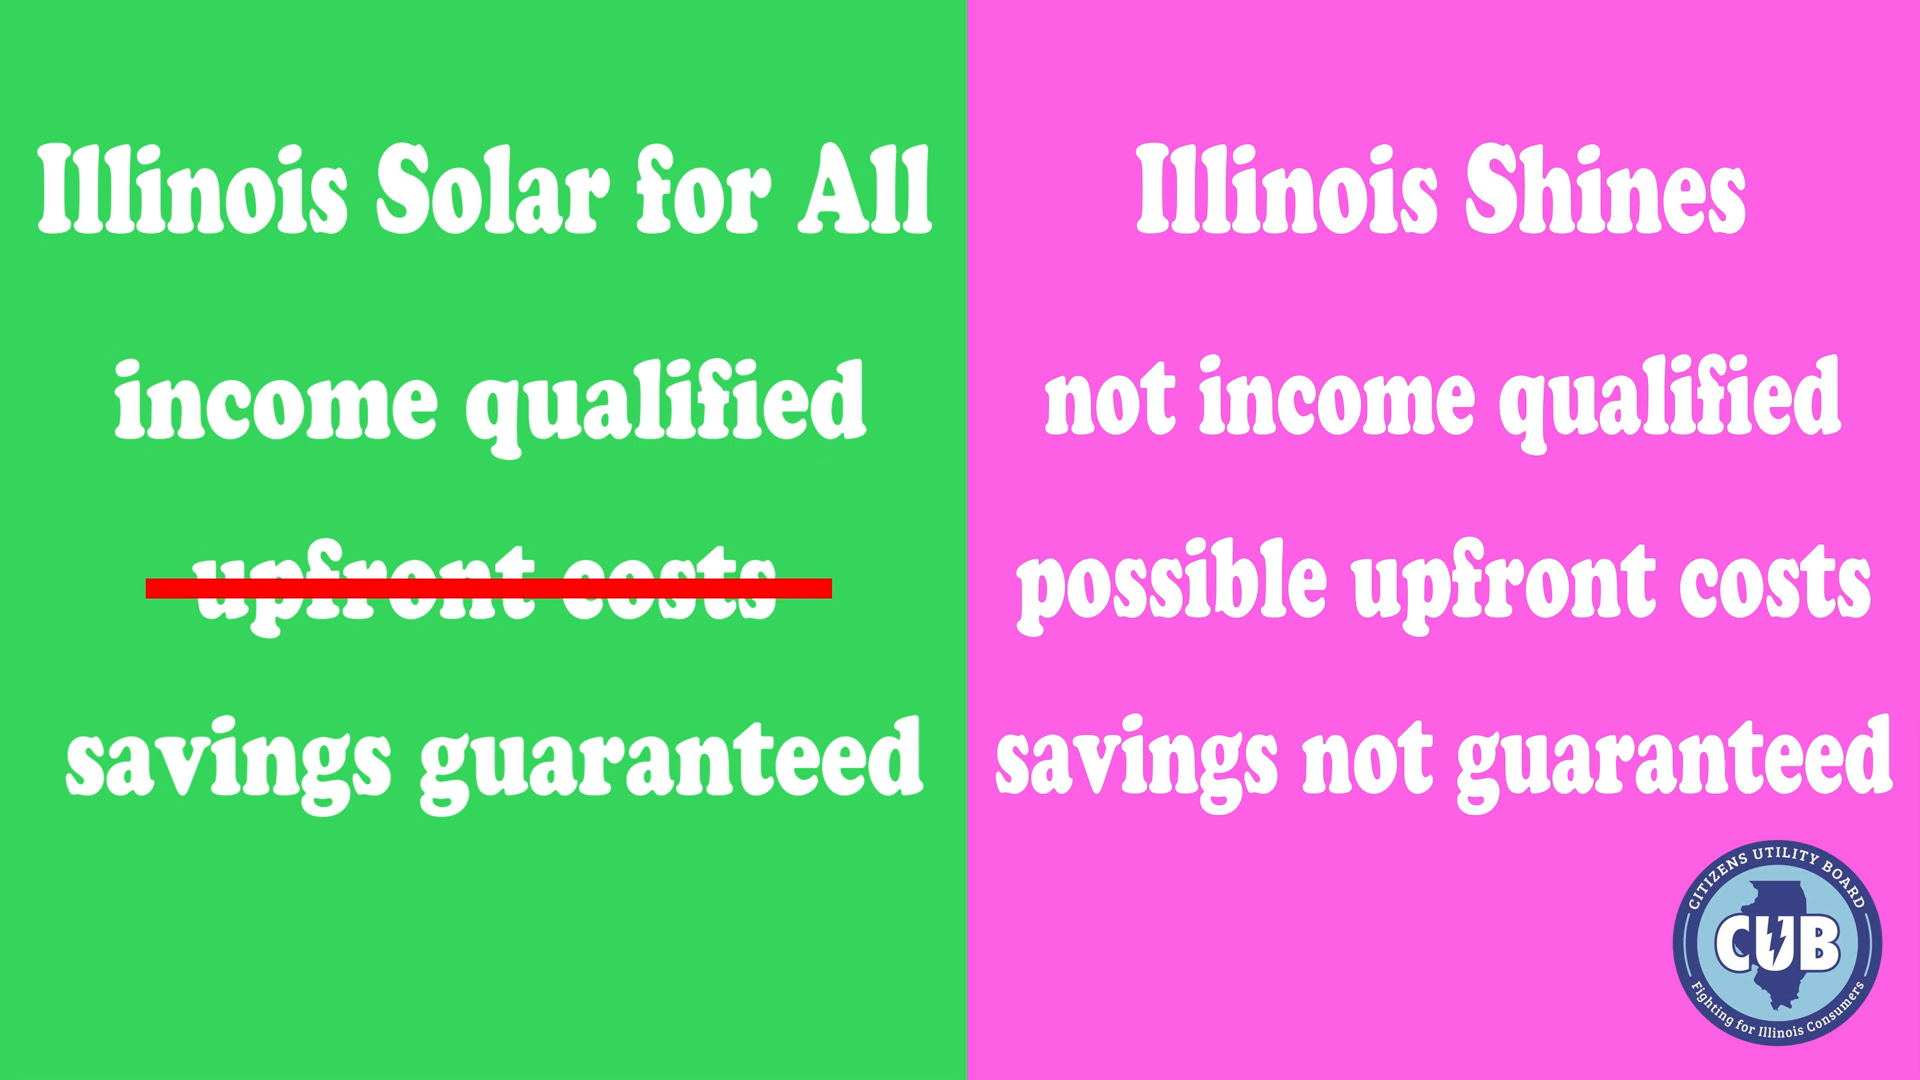 Illinois Solar for All
income qualified
upfront costs
savings guaranteed
Illinois Shines
not income qualified
possible upfront costs
savings not guaranteed
CITIZENS UTILITY BOARD
CUB
Fighting for Illinois Consumers